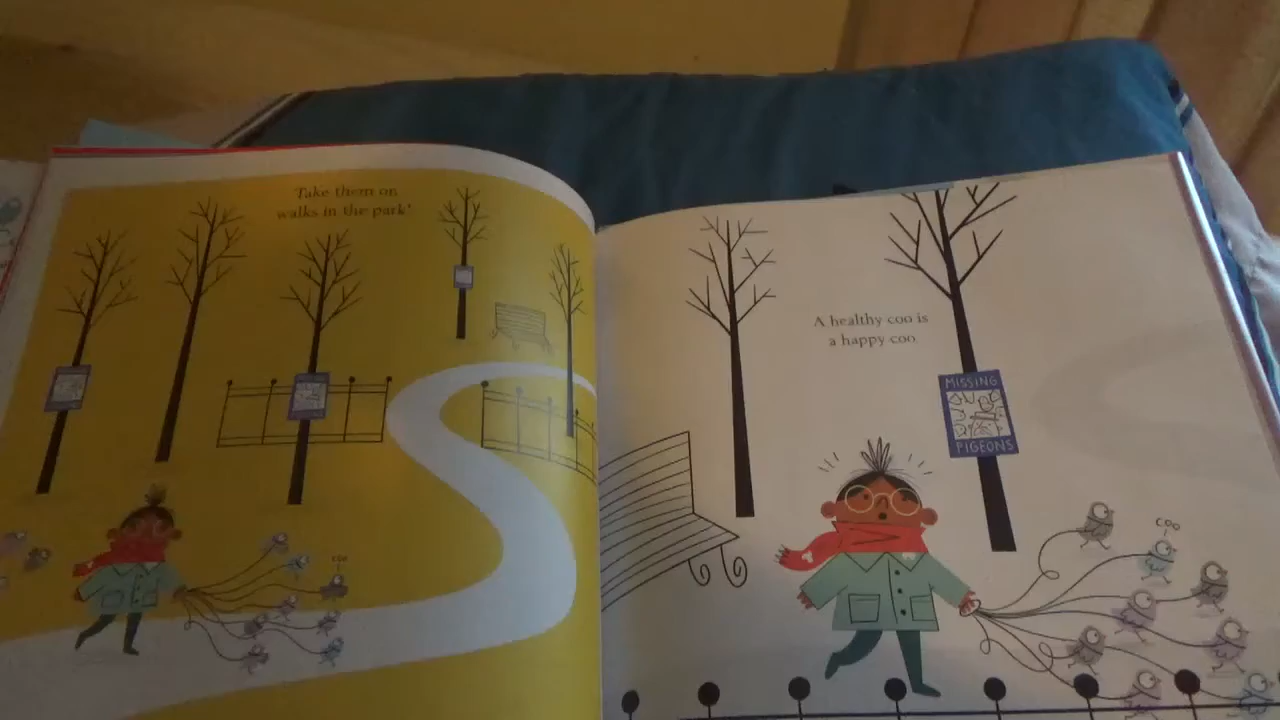 Take them on
walks in the park!
coo
A healthy coo is
a happy coo
MISSING
PIGEONS
coo